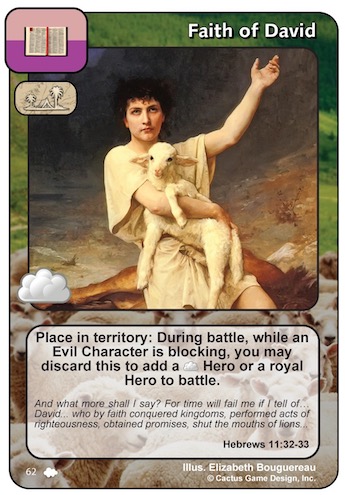 Faith of David
Place in territory: During battle, while an
Evil Character is blocking, you may
discard this to add a Hero or a royal
Hero to battle.
And what more shall I say? For time will fail me if I tell of…
David... who by faith conquered kingdoms, performed acts of
righteousness, obtained promises, shut the mouths of lions...
Hebrews 11:32-33
62
Illus. Elizabeth Bouguereau
© Cactus Game Design, Inc.